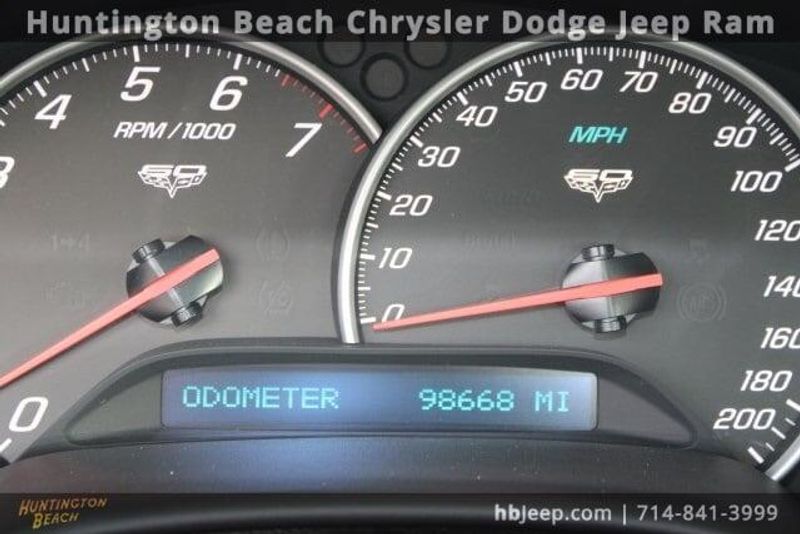 Huntington Beach Chrysler Dodge Jeep Ram
4 5 6 7
RPM/1000
60
0
0 10 20 30 40 50 60 70 80 90 100 120 140 160 180 200
MPH
60
ODOMETER 98668 MI
HUNTINGTON
BEACH
hbjeep.com | 714-841-3999